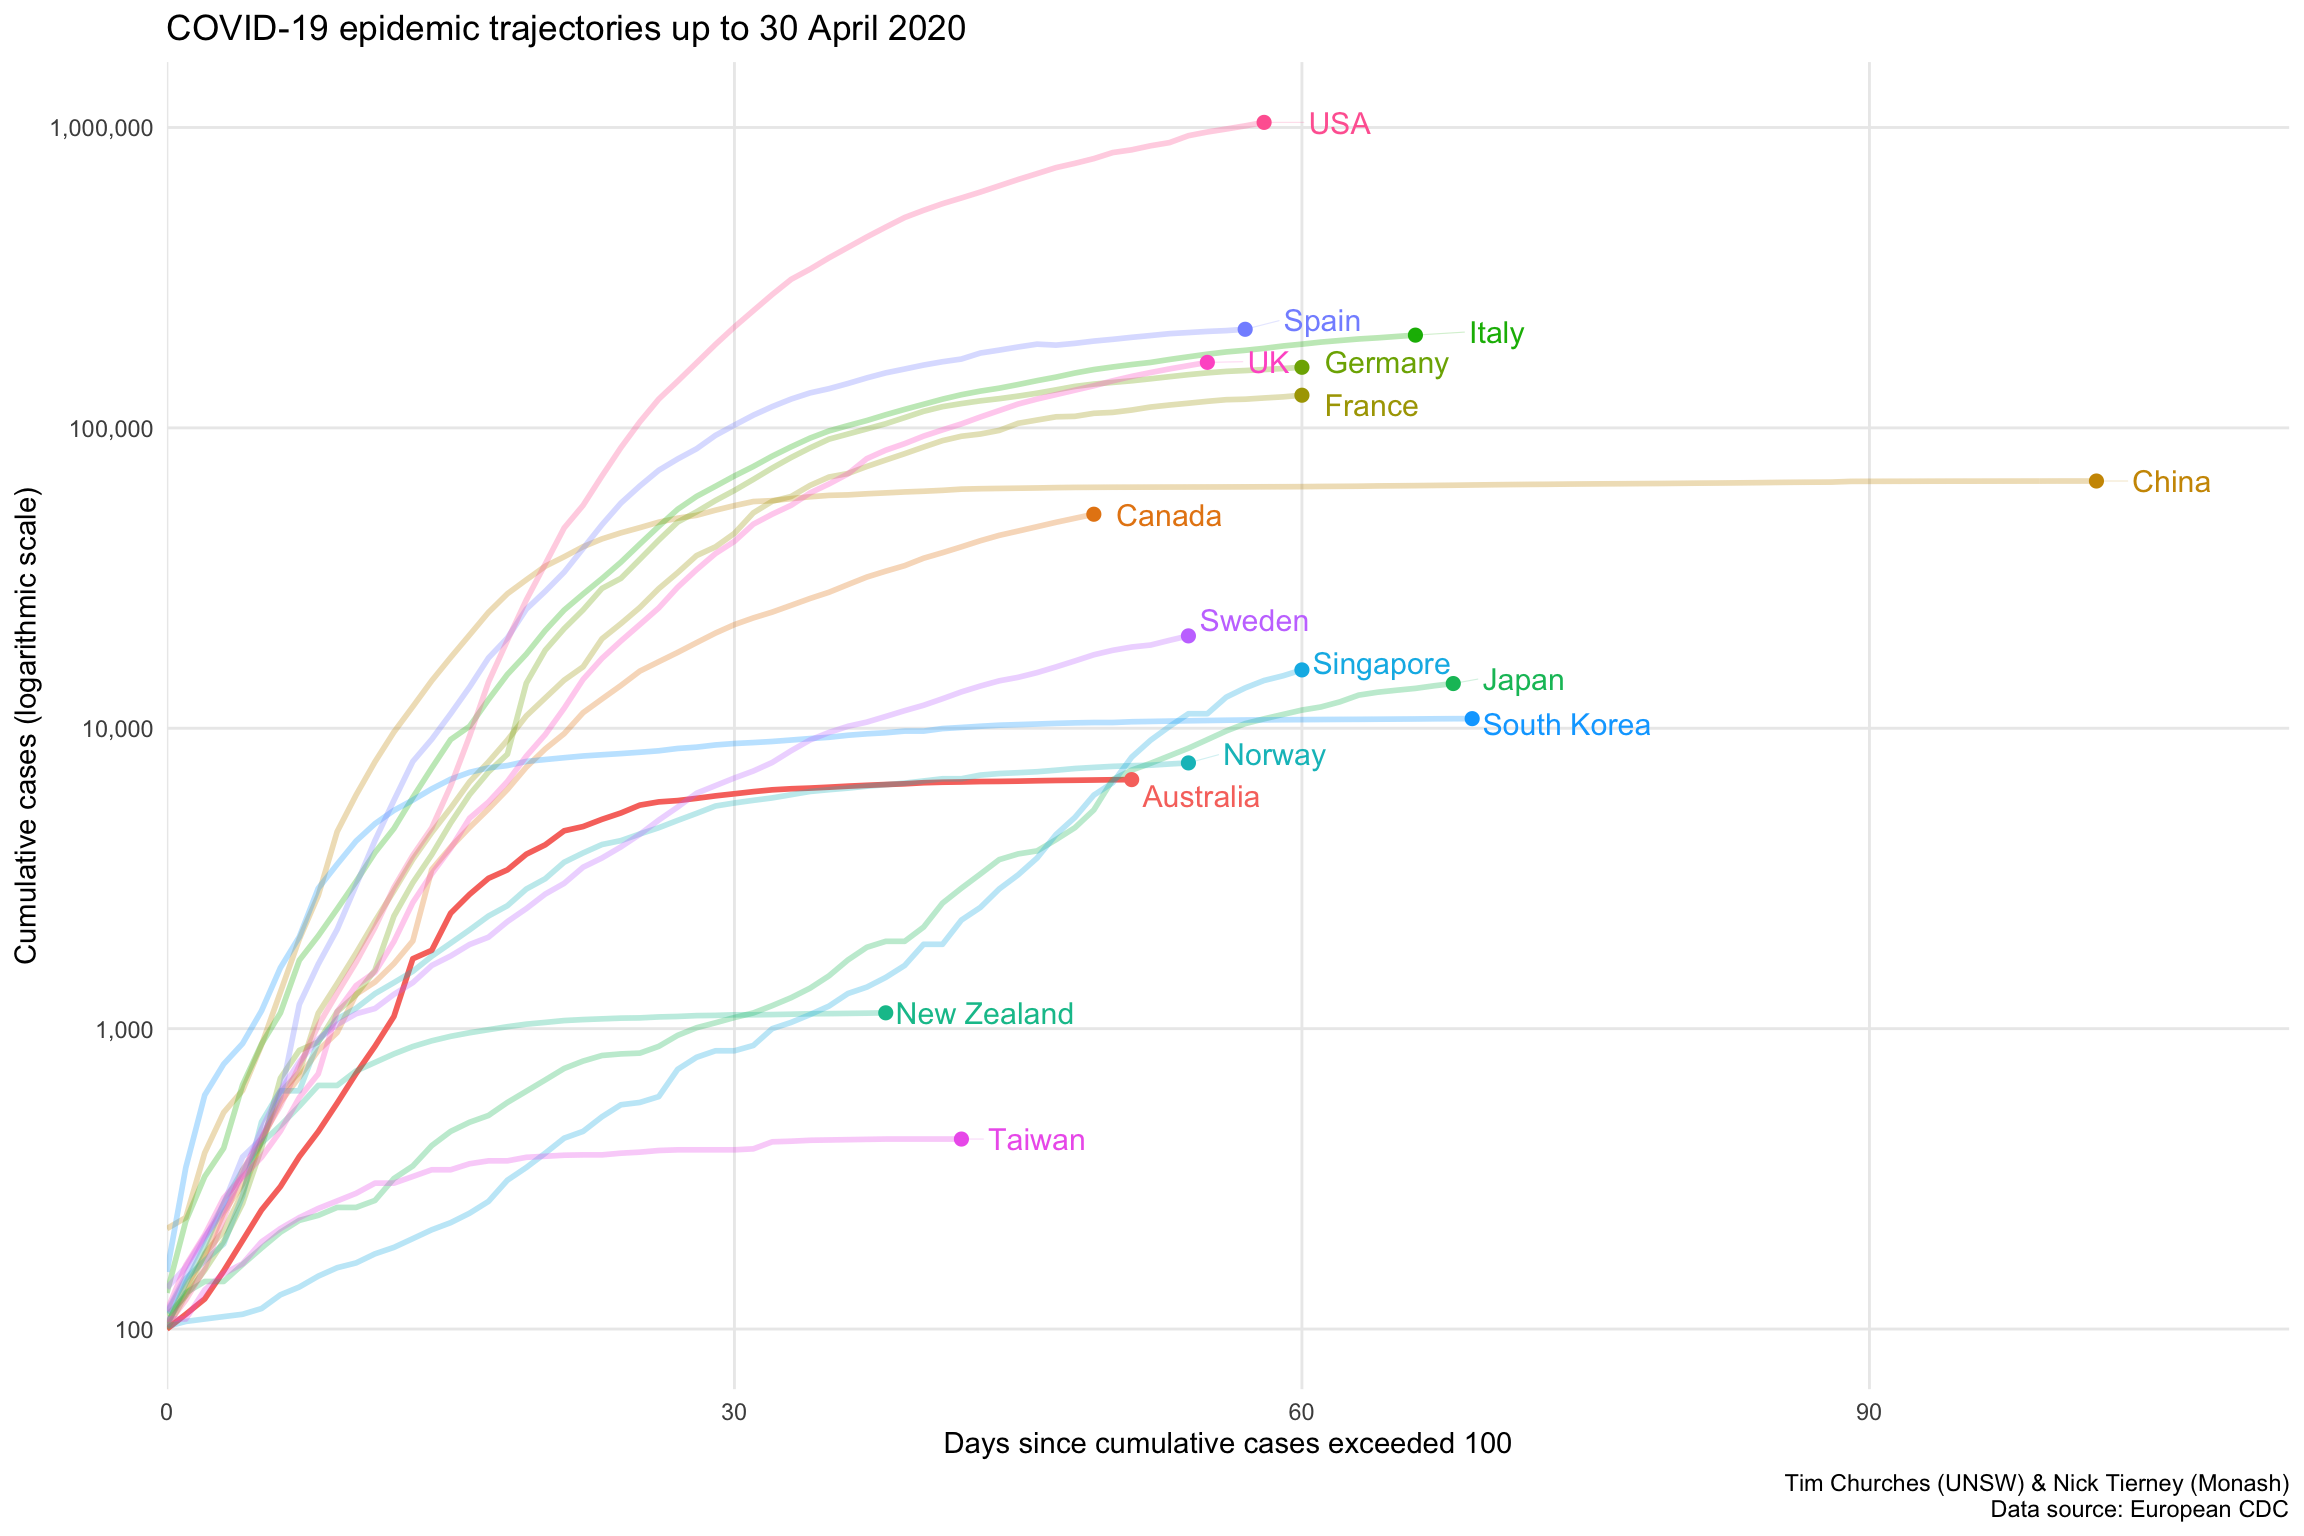 COVID-19 epidemic trajectories up to 30 April 2020
1,000,000
USA
Spain
Italy
UK
Germany
France
100,000
China
Canada
Sweden
Singapore
Japan
South Korea
10,000
Norway
Australia
New Zealand
1,000
Taiwan
100
Cumulative cases (logarithmic scale)
0
30
60
90
Days since cumulative cases exceeded 100
Tim Churches (UNSW) & Nick Tierney (Monash)
Data source: European CDC